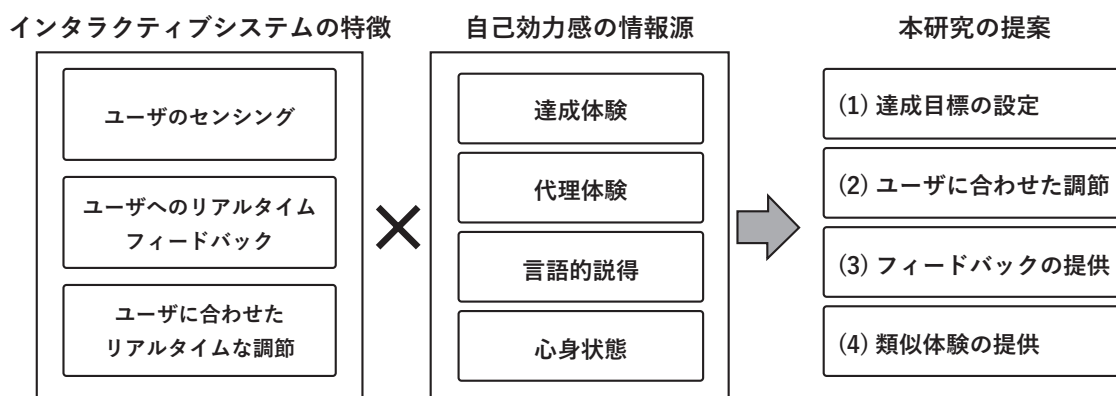 インタラクティブシステムの特徴
ユーザのセンシング
ユーザへのリアルタイム
フィードバック
ユーザに合わせた
リアルタイムな調節
×
自己効力感の情報源
達成体験
代理体験
言語的説得
心身状態
本研究の提案
(1) 達成目標の設定
(2) ユーザに合わせた調節
(3) フィードバックの提供
(4) 類似体験の提供